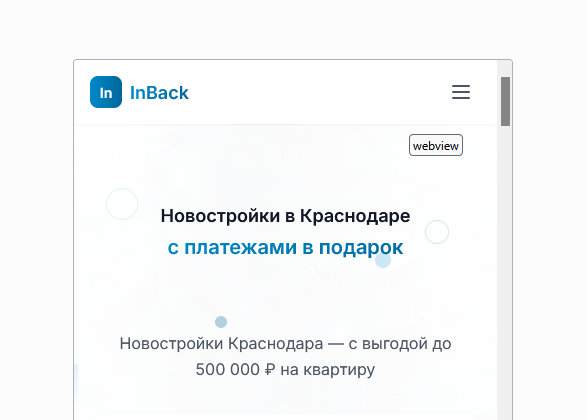 In InBack
webview
Новостройки в Краснодаре
с платежами в подарок
Новостройки Краснодара — с выгодой до
500 000 ₽ на квартиру